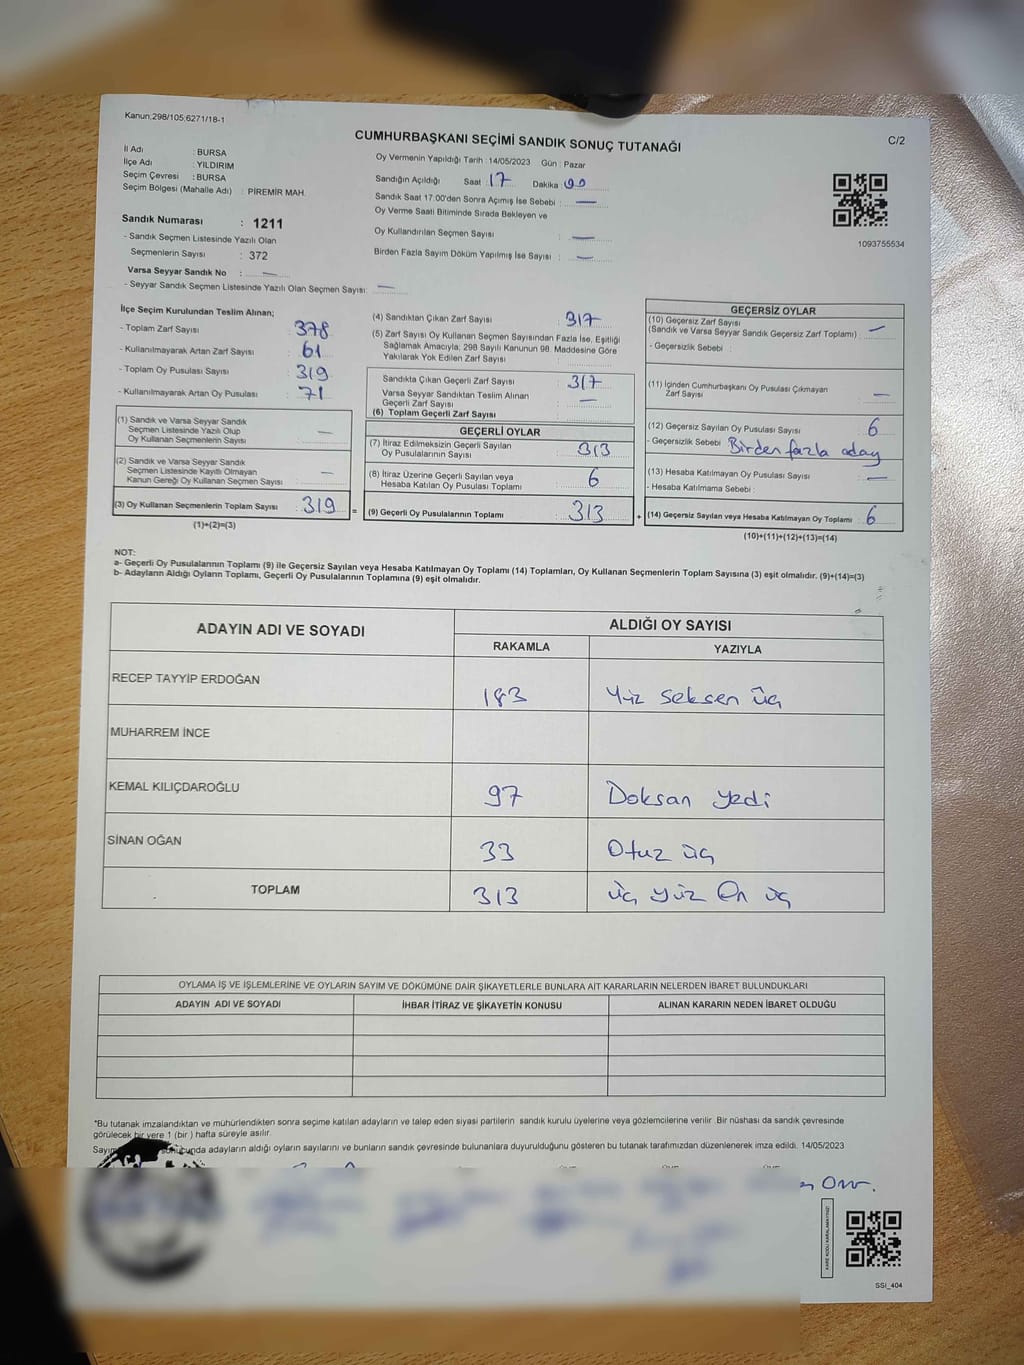 Kanun.298/105;6271/18-1
CUMHURBAŞKANI SEÇİMİ SANDIK SONUÇ TUTANAĞI
C/2
İl Adı : BURSA
İlçe Adı : YILDIRIM
Seçim Çevresi : BURSA
Seçim Bölgesi (Mahalle Adı) : PİREMİR MAH.
Sandık Numarası : 1211
- Sandık Seçmen Listesinde Yazılı Olan
Seçmenlerin Sayısı : 372
Varsa Seyyar Sandık No : —
- Seyyar Sandık Seçmen Listesinde Yazılı Olan Seçmen Sayısı: —
Oy Vermenin Yapıldığı Tarih : 14/05/2023 Gün : Pazar
Sandığın Açıldığı Saat : 17 Dakika 00
Sandık Saat 17.00'den Sonra Açımış İse Sebebi : —
Oy Verme Saati Bitiminde Sırada Bekleyen ve
Oy Kullandırılan Seçmen Sayısı : —
Birden Fazla Sayım Döküm Yapılmış İse Sayısı : —
1093755534
İlçe Seçim Kurulundan Teslim Alınan;
- Toplam Zarf Sayısı : 378
- Kullanılmayarak Artan Zarf Sayısı : 61
- Toplam Oy Pusulası Sayısı : 319
- Kullanılmayarak Artan Oy Pusulası : 71
(1) Sandık ve Varsa Seyyar Sandık
Seçmen Listesinde Yazılı Olup
Oy Kullanan Seçmenlerin Sayısı : —
(2) Sandık ve Varsa Seyyar Sandık
Seçmen Listesinde Kayıtlı Olmayan
Kanun Gereği Oy Kullanan Seçmen Sayısı : —
(3) Oy Kullanan Seçmenlerin Toplam Sayısı : 319
(1)+(2)=(3)
=
(4) Sandıktan Çıkan Zarf Sayısı : 317
(5) Zarf Sayısı Oy Kullanan Seçmen Sayısından Fazla İse, Eşitliği
Sağlamak Amacıyla, 298 Sayılı Kanunun 98. Maddesine Göre
Yakılarak Yok Edilen Zarf Sayısı
Sandıkta Çıkan Geçerli Zarf Sayısı : 317
Varsa Seyyar Sandıktan Teslim Alınan
Geçerli Zarf Sayısı : —
(6) Toplam Geçerli Zarf Sayısı
GEÇERLİ OYLAR
(7) İtiraz Edilmeksizin Geçerli Sayılan
Oy Pusulalarının Sayısı : 313
(8) İtiraz Üzerine Geçerli Sayılan veya
Hesaba Katılan Oy Pusulası Toplamı : 6
(9) Geçerli Oy Pusulalarının Toplamı : 313
+
GEÇERSİZ OYLAR
(10) Geçersiz Zarf Sayısı
(Sandık ve Varsa Seyyar Sandık Geçersiz Zarf Toplamı) : —
- Geçersizlik Sebebi :
(11) İçinden Cumhurbaşkanı Oy Pusulası Çıkmayan
Zarf Sayısı : —
(12) Geçersiz Sayılan Oy Pusulası Sayısı : 6
- Geçersizlik Sebebi : Birden fazla aday
(13) Hesaba Katılmayan Oy Pusulası Sayısı : —
- Hesaba Katılmama Sebebi :
(14) Geçersiz Sayılan veya Hesaba Katılmayan Oy Toplamı : 6
(10)+(11)+(12)+(13)=(14)
NOT:
a- Geçerli Oy Pusulalarının Toplamı (9) ile Geçersiz Sayılan veya Hesaba Katılmayan Oy Toplamı (14) Toplamları, Oy Kullanan Seçmenlerin Toplam Sayısına (3) eşit olmalıdır. (9)+(14)=(3)
b- Adayların Aldığı Oyların Toplamı, Geçerli Oy Pusulalarının Toplamına (9) eşit olmalıdır.
ADAYIN ADI VE SOYADI
ALDIĞI OY SAYISI
RAKAMLA YAZIYLA
RECEP TAYYİP ERDOĞAN 183 Yüz seksen üç
MUHARREM İNCE
KEMAL KILIÇDAROĞLU 97 Doksan yedi
SİNAN OĞAN 33 Otuz üç
TOPLAM 313 üç yüz On üç
OYLAMA İŞ VE İŞLEMLERİNE VE OYLARIN SAYIM VE DÖKÜMÜNE DAİR ŞİKAYETLERLE BUNLARA AİT KARARLARIN NELERDEN İBARET BULUNDUKLARI
ADAYIN ADI VE SOYADI İHBAR İTİRAZ VE ŞİKAYETİN KONUSU ALINAN KARARIN NEDEN İBARET OLDUĞU
*Bu tutanak imzalandıktan ve mühürlendikten sonra seçime katılan adayların ve talep eden siyasi partilerin sandık kurulu üyelerine veya gözlemcilerine verilir. Bir nüshası da sandık çevresinde
görülecek bir yere 1 (bir ) hafta süreyle asılır.
adayların aldığı oyların sayılarını ve bunların sandık çevresinde bulunanlara duyurulduğunu gösteren bu tutanak tarafımızdan düzenlenerek imza edildi. 14/05/2023
KARE KODU KARALAMAYINIZ!
SSİ_404